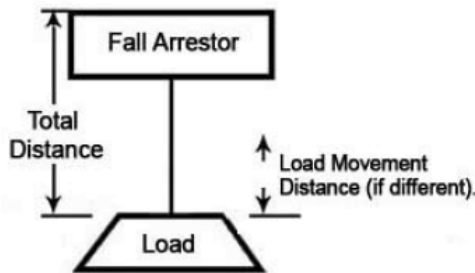 Fall Arrestor
Total
Distance
Load Movement
Distance (if different).
Load